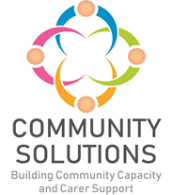 COMMUNITY
SOLUTIONS
Building Community Capacity
and Carer Support